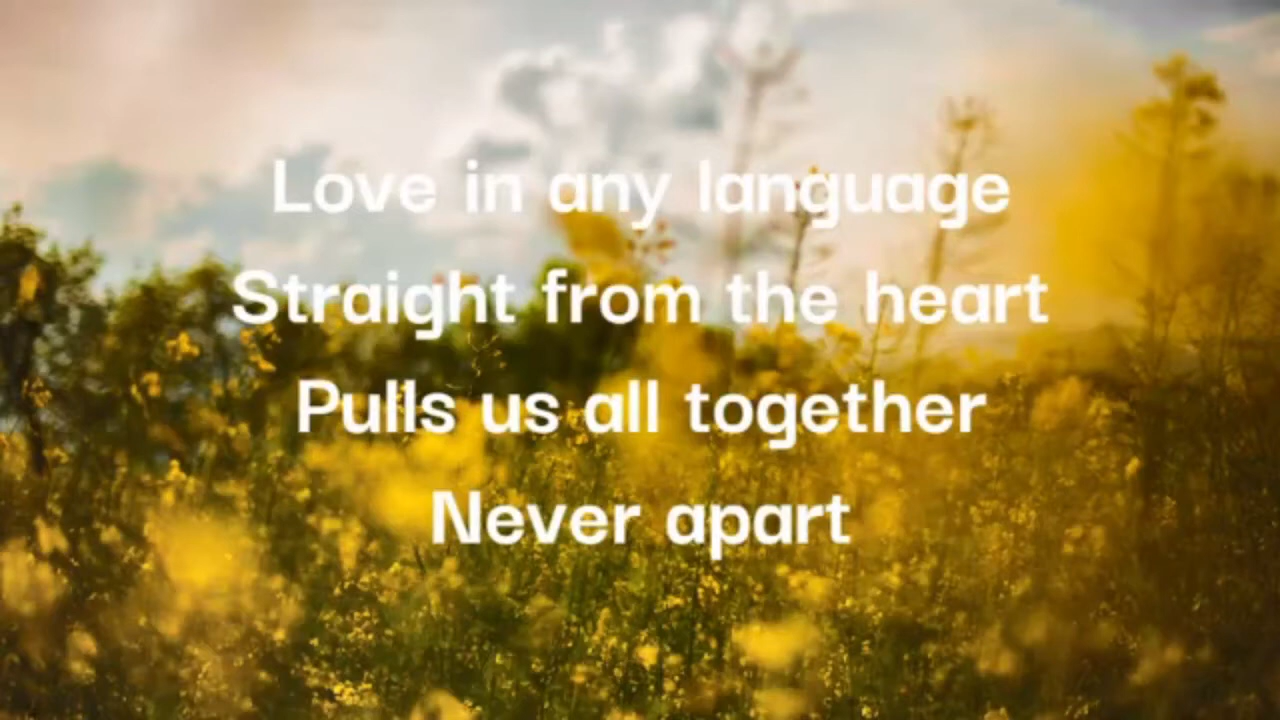 Love in any language
Straight from the heart
Pulls us all together
Never apart